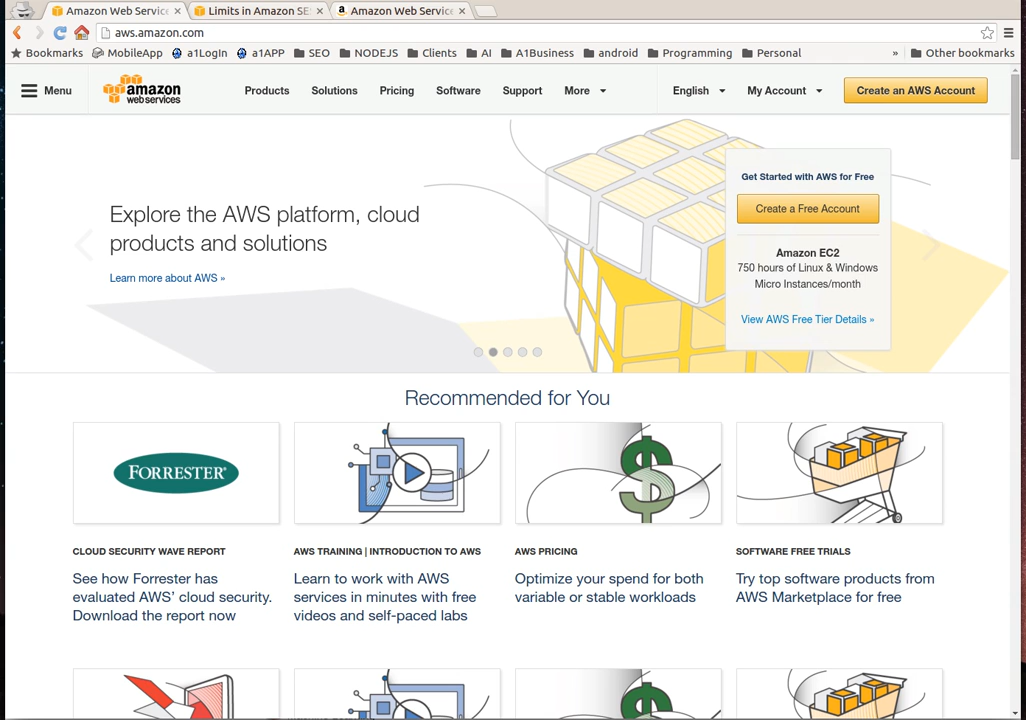 Amazon Web Servic
Limits in Amazon SE
Amazon Web Service
aws.amazon.com
Bookmarks MobileApp a1LogIn a1APP SEO NODEJS Clients AI A1Business android Programming Personal » Other bookmarks
Menu amazon Products Solutions Pricing Software Support More English My Account Create an AWS Account
web services
Get Started with AWS for Free
Create a Free Account
Explore the AWS platform, cloud
products and solutions
Learn more about AWS »
Amazon EC2
750 hours of Linux & Windows
Micro Instances/month
View AWS Free Tier Details »
Recommended for You
FORRESTER®
CLOUD SECURITY WAVE REPORT
See how Forrester has
evaluated AWS' cloud security.
Download the report now
AWS TRAINING | INTRODUCTION TO AWS
Learn to work with AWS
services in minutes with free
videos and self-paced labs
AWS PRICING
Optimize your spend for both
variable or stable workloads
SOFTWARE FREE TRIALS
Try top software products from
AWS Marketplace for free